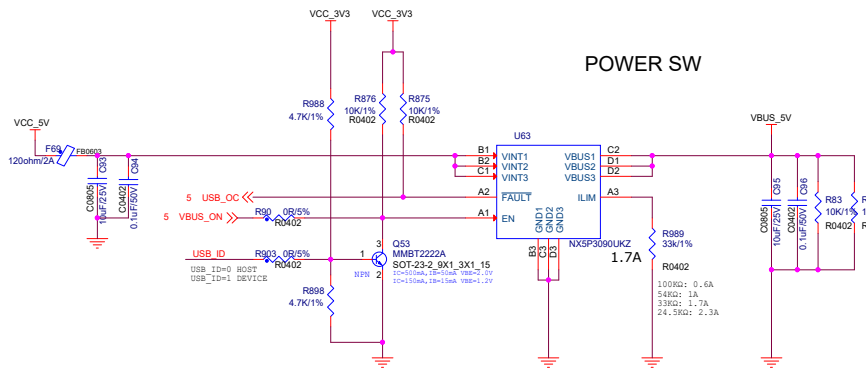 VCC_3V3 VCC_3V3
POWER SW
R988
4.7K/1%
R876
10K/1%
R0402
R875
10K/1%
R0402
VCC_5V
F69
FB0603
120ohm/2A
C93
10uF/25V
C0805
C94
0.1uF/50V
C0402
U63
B1 VINT1
B2 VINT2
C1 VINT3
A2 FAULT
A1 EN
VBUS1 C2
VBUS2 D1
VBUS3 D2
ILIM A3
GND1 GND2 GND3
B3 C3 D3
NX5P3090UKZ
1.7A
5 USB_OC
5 VBUS_ON
R90 0R/5%
R0402
USB_ID
R903 0R/5%
R0402
USB_ID=0 HOST
USB_ID=1 DEVICE
R898
4.7K/1%
1
3
2
NPN
Q53
MMBT2222A
SOT-23-2_9X1_3X1_15
IC=500mA,IB=50mA VBE=2.0V
IC=150mA,IB=15mA VBE=1.2V
R989
33k/1%
R0402
100KΩ: 0.6A
54KΩ: 1A
33KΩ: 1.7A
24.5KΩ: 2.3A
VBUS_5V
C95
10uF/25V
C0805
C96
0.1uF/50V
C0402
R83
10K/1%
R0402
R
1
R